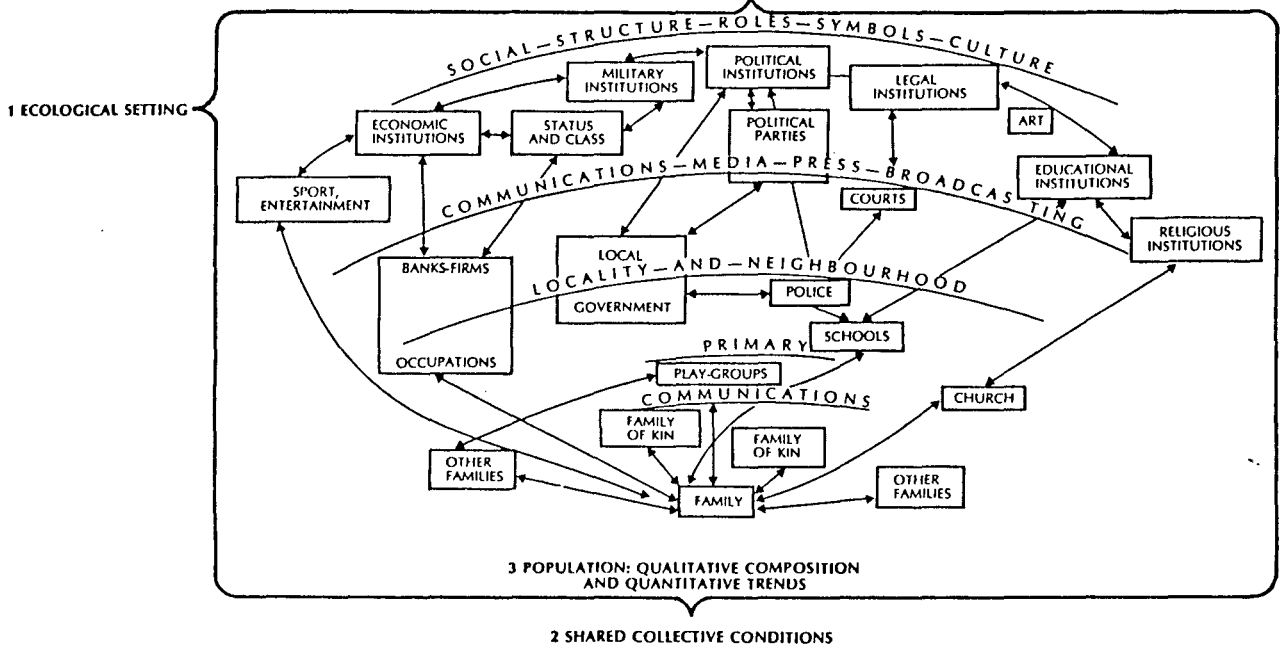 SOCIAL—STRUCTURE—ROLES—SYMBOLS—CULTURE
POLITICAL
INSTITUTIONS
MILITARY
INSTITUTIONS
LEGAL
INSTITUTIONS
1 ECOLOGICAL SETTING
ECONOMIC
INSTITUTIONS
STATUS
AND CLASS
POLITICAL
PARTIES
ART
COMMUNICATIONS—MEDIA—PRESS—BROADCASTING
EDUCATIONAL
INSTITUTIONS
SPORT,
ENTERTAINMENT
COURTS
RELIGIOUS
INSTITUTIONS
BANKS-FIRMS
OCCUPATIONS
LOCAL
GOVERNMENT
LOCALITY—AND—NEIGHBOURHOOD
POLICE
SCHOOLS
PRIMARY
PLAY-GROUPS
COMMUNICATIONS
CHURCH
FAMILY
OF KIN
FAMILY
OF KIN
OTHER
FAMILIES
OTHER
FAMILIES
FAMILY
3 POPULATION: QUALITATIVE COMPOSITION
AND QUANTITATIVE TRENDS
2 SHARED COLLECTIVE CONDITIONS